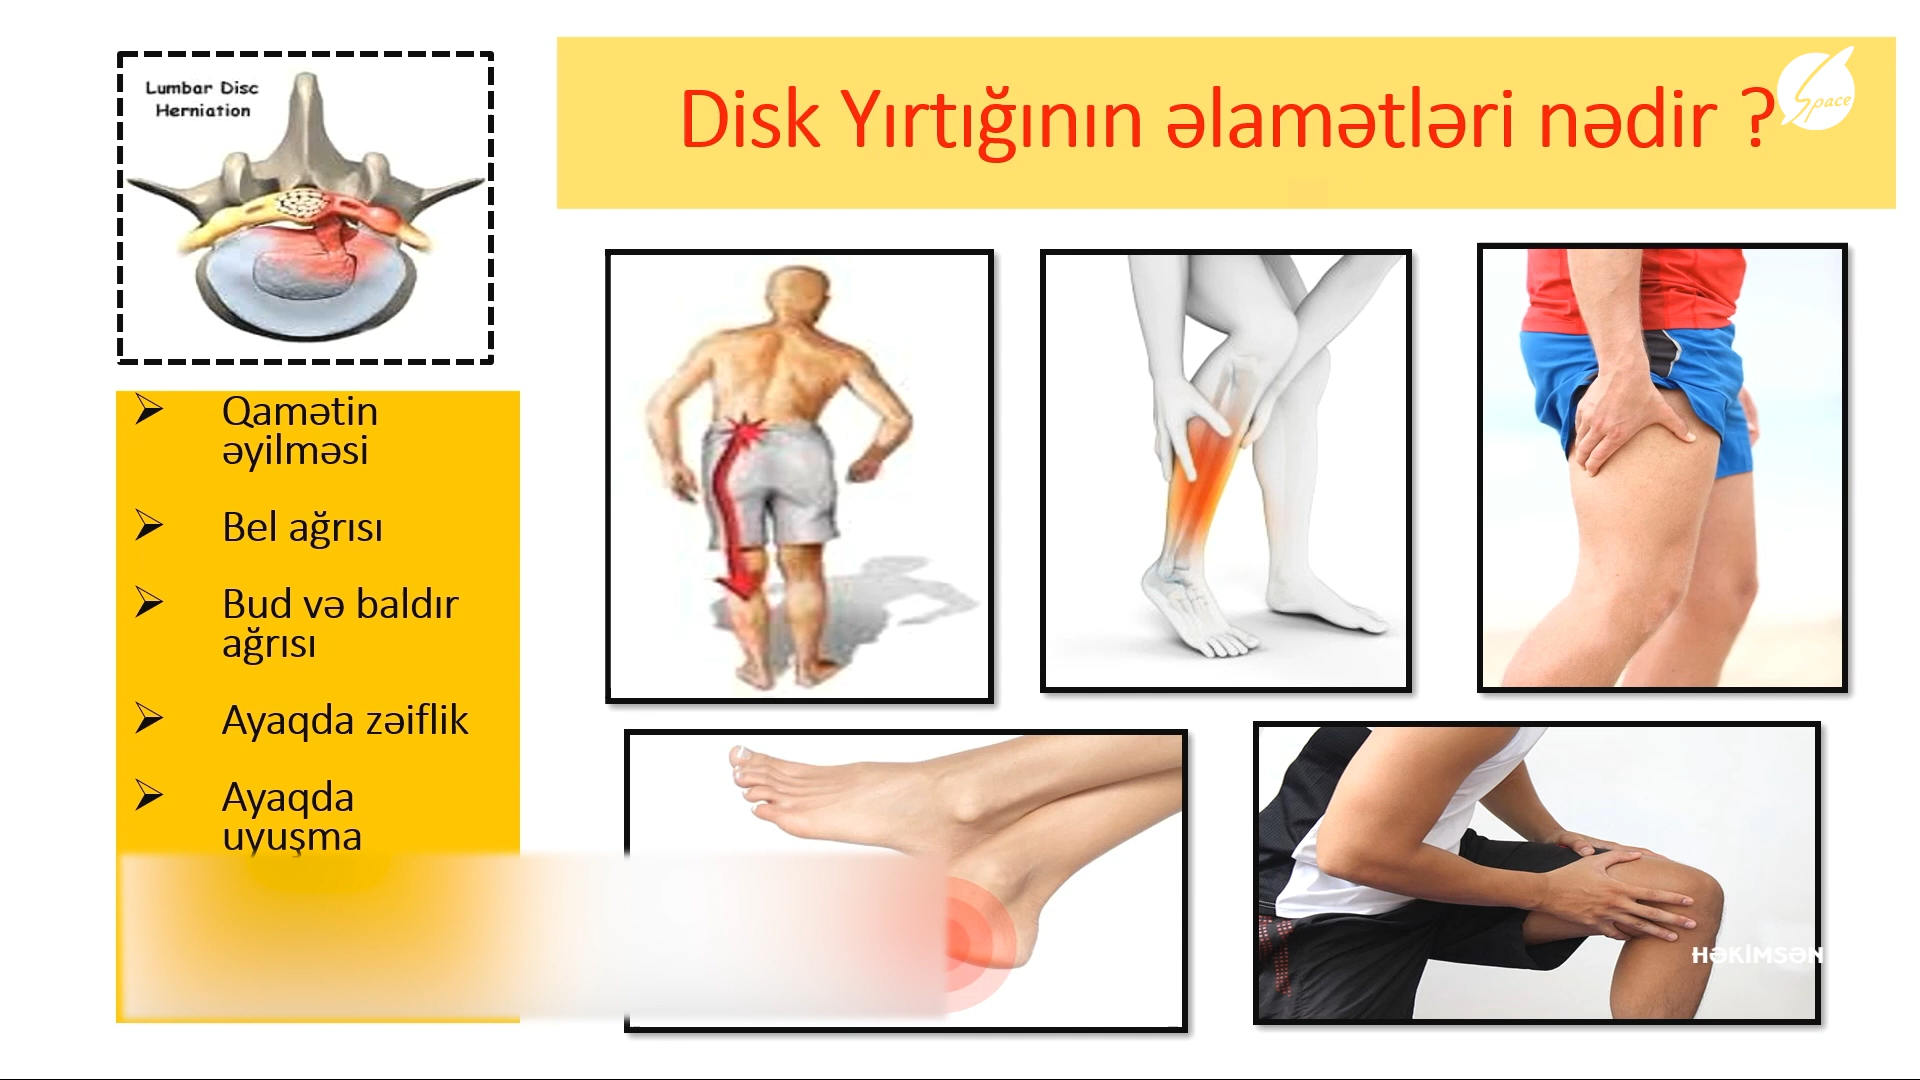 Lumbar Disc
Herniation
Disk Yırtığının əlamətləri nədir ?
Space
Qamətin
əyilməsi
Bel ağrısı
Bud və baldır
ağrısı
Ayaqda zəiflik
Ayaqda
uyuşma
HƏKİMSƏN